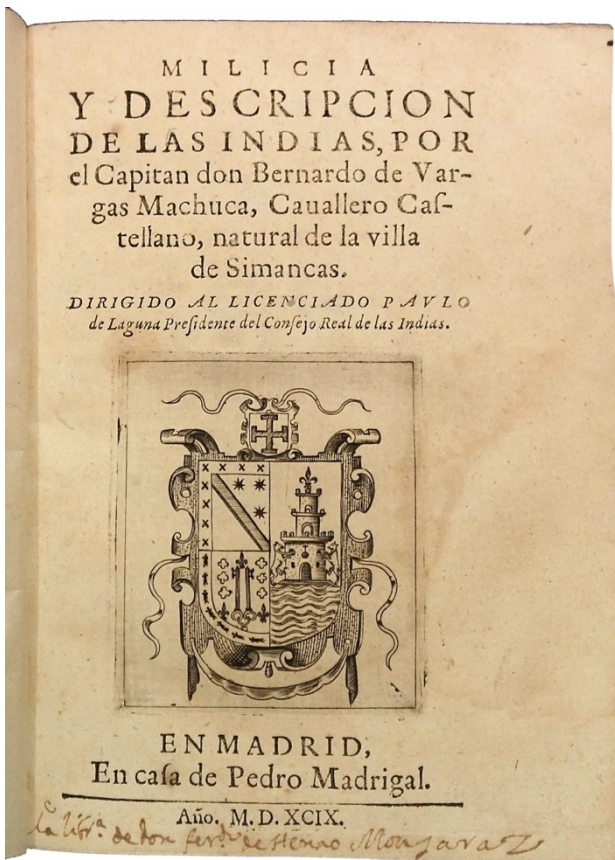 MILICIA
Y DESCRIPCION
DE LAS INDIAS, POR
el Capitan don Bernardo de Var-
gas Machuca, Cauallero Caſ-
tellano, natural de la villa
de Simancas.
DIRIGIDO AL LICENCIADO PAVLO
de Laguna Preſidente del Conſejo Real de las Indias.
EN MADRID,
En caſa de Pedro Madrigal.
Año. M. D. XCIX.
de don